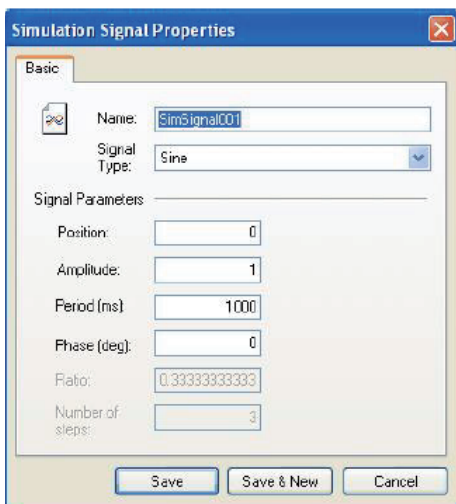 Simulation Signal Properties
Basic
Name: SimSignal001
Signal Type: Sine
Signal Parameters
Position: 0
Amplitude: 1
Period (ms): 1000
Phase (deg): 0
Ratio: 0.33333333333
Number of steps: 3
Save Save & New Cancel